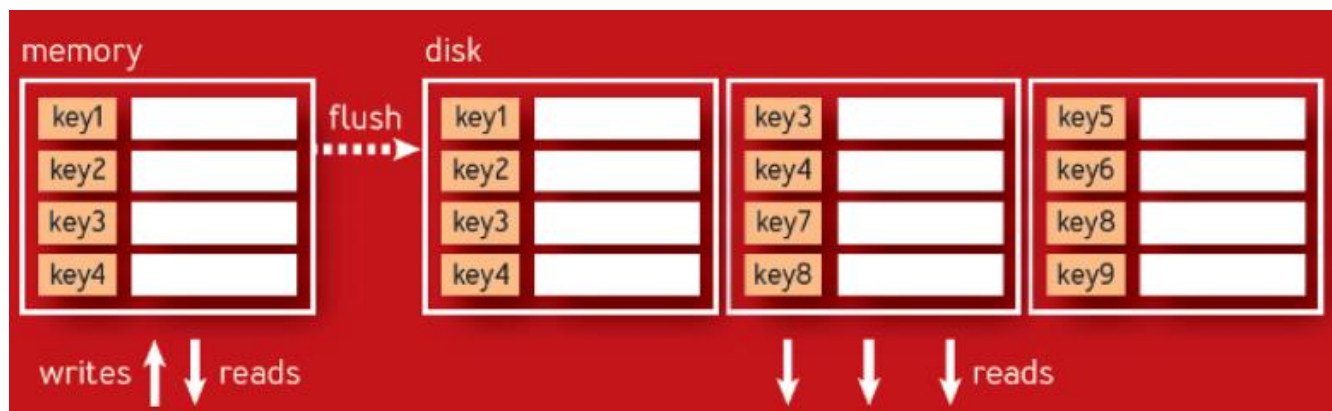 memory
disk
key1
key2
key3
key4
flush
key1
key2
key3
key4
key3
key4
key7
key8
key5
key6
key8
key9
writes
reads
reads